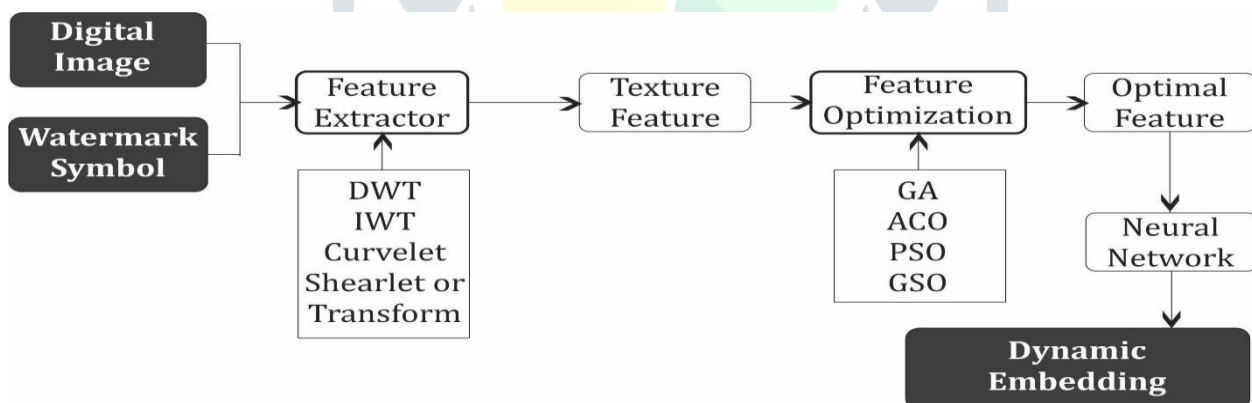 Digital
Image
Watermark
Symbol
Feature
Extractor
DWT
IWT
Curvelet
Shearlet or
Transform
Texture
Feature
Feature
Optimization
GA
ACO
PSO
GSO
Optimal
Feature
Neural
Network
Dynamic
Embedding